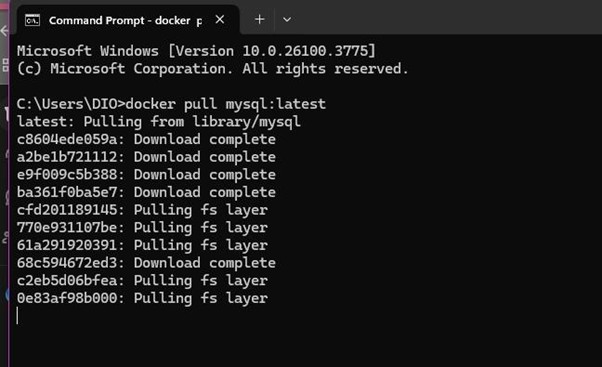 Command Prompt - docker p
Microsoft Windows [Version 10.0.26100.3775]
(c) Microsoft Corporation. All rights reserved.
C:\Users\DIO>docker pull mysql:latest
latest: Pulling from library/mysql
c8604ede059a: Download complete
a2be1b721112: Download complete
e9f009c5b388: Download complete
ba361f0ba5e7: Download complete
cfd201189145: Pulling fs layer
770e931107be: Pulling fs layer
61a291920391: Pulling fs layer
68c594672ed3: Download complete
c2eb5d06bfea: Pulling fs layer
0e83af98b000: Pulling fs layer